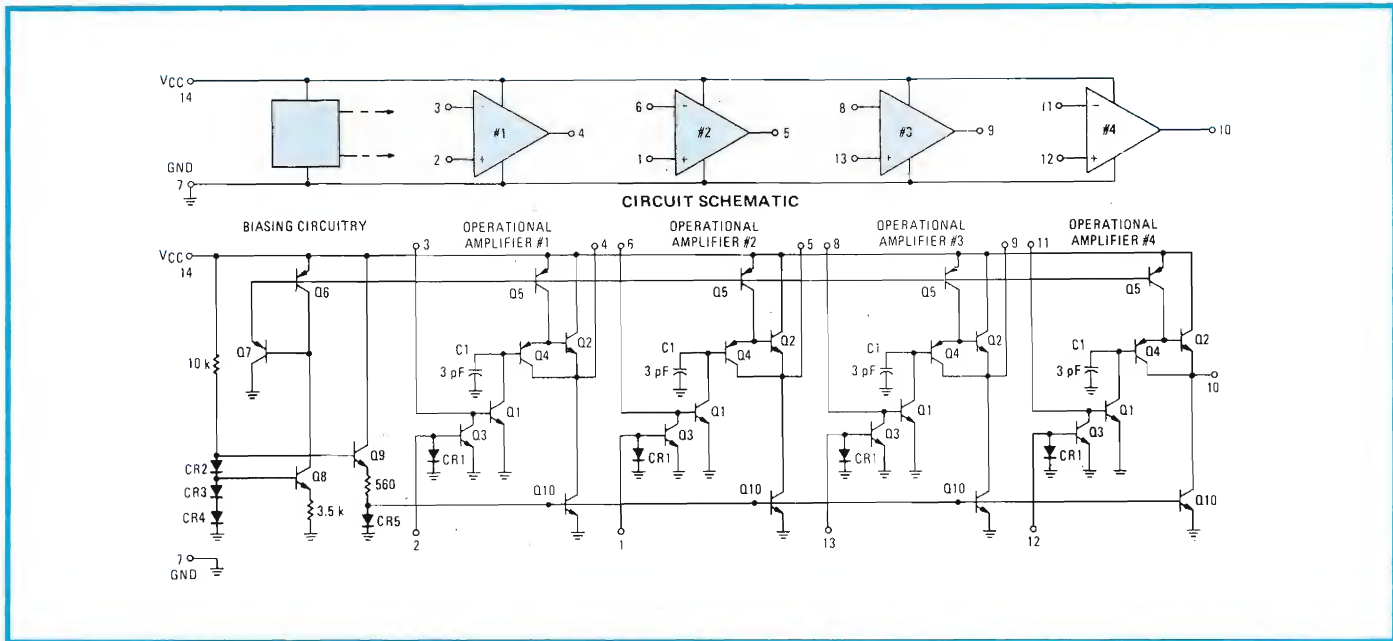 VCC
14
3 - #1 4
2 +
6 - #2 5
1 +
8 - #3 9
13 +
11 - #4 10
12 +
GND
7
CIRCUIT SCHEMATIC
BIASING CIRCUITRY
3
OPERATIONAL
AMPLIFIER #1
4
6
OPERATIONAL
AMPLIFIER #2
5
8
OPERATIONAL
AMPLIFIER #3
9
11
OPERATIONAL
AMPLIFIER #4
VCC
14
Q6
Q5
Q5
Q5
Q5
10 k
Q7
C1
3 pF
Q4
Q2
C1
3 pF
Q4
Q2
C1
3 pF
Q4
Q2
C1
3 pF
Q4
Q2
10
Q1
Q3
CR1
Q1
Q3
CR1
Q1
Q3
CR1
Q1
Q3
CR1
CR2
CR3
CR4
Q8
3.5 k
Q9
560
CR5
Q10
Q10
Q10
Q10
2
1
13
12
7
GND